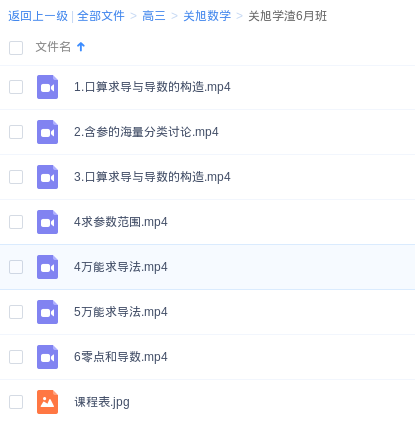 返回上一级 | 全部文件 > 高三 > 关旭数学 > 关旭学渣6月班
文件名
1.口算求导与导数的构造.mp4
2.含参的海量分类讨论.mp4
3.口算求导与导数的构造.mp4
4求参数范围.mp4
4万能求导法.mp4
5万能求导法.mp4
6零点和导数.mp4
课程表.jpg